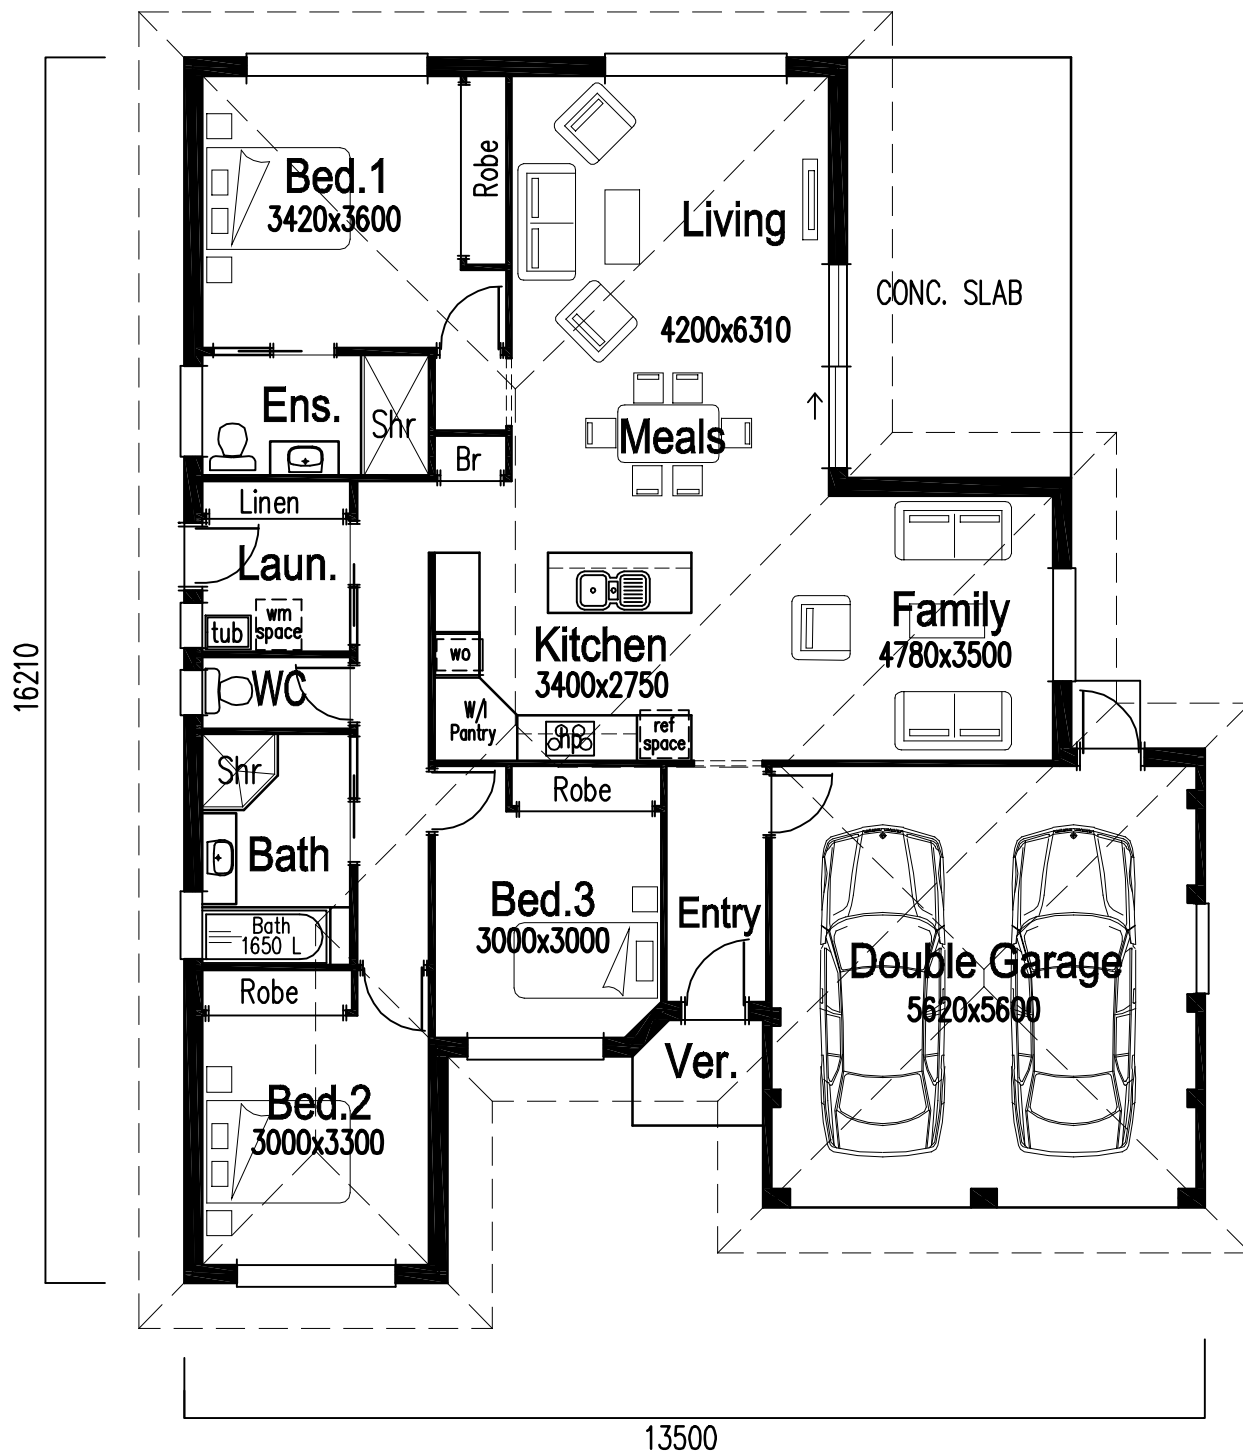 Bed.1
3420x3600
Robe
Living
CONC. SLAB
4200x6310
Ens.
Shr
Meals
Br
Linen
Laun.
wm
space
tub
Family
4780x3500
Kitchen
3400x2750
wo
WC
W/I
Pantry
hp
ref
space
16210
Shr
Robe
Bath
Bed.3
3000x3000
Entry
Bath
1650 L
Double Garage
5620x5600
Robe
Ver.
Bed.2
3000x3300
13500